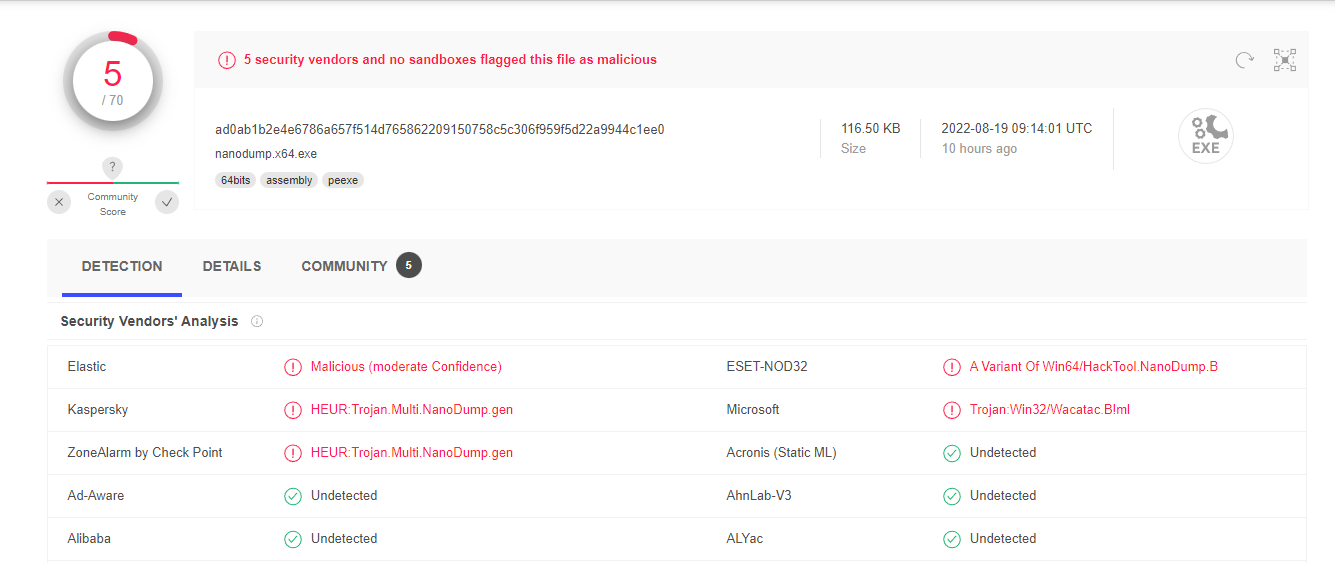 5
/ 70
?
Community
Score
5 security vendors and no sandboxes flagged this file as malicious
ad0ab1b2e4e6786a657f514d765862209150758c5c306f959f5d22a9944c1ee0
nanodump.x64.exe
64bits assembly peexe
116.50 KB
Size
2022-08-19 09:14:01 UTC
10 hours ago
EXE
DETECTION DETAILS COMMUNITY 5
Security Vendors' Analysis
Elastic Malicious (moderate Confidence) ESET-NOD32 A Variant Of Win64/HackTool.NanoDump.B
Kaspersky HEUR:Trojan.Multi.NanoDump.gen Microsoft Trojan:Win32/Wacatac.B!ml
ZoneAlarm by Check Point HEUR:Trojan.Multi.NanoDump.gen Acronis (Static ML) Undetected
Ad-Aware Undetected AhnLab-V3 Undetected
Alibaba Undetected ALYac Undetected